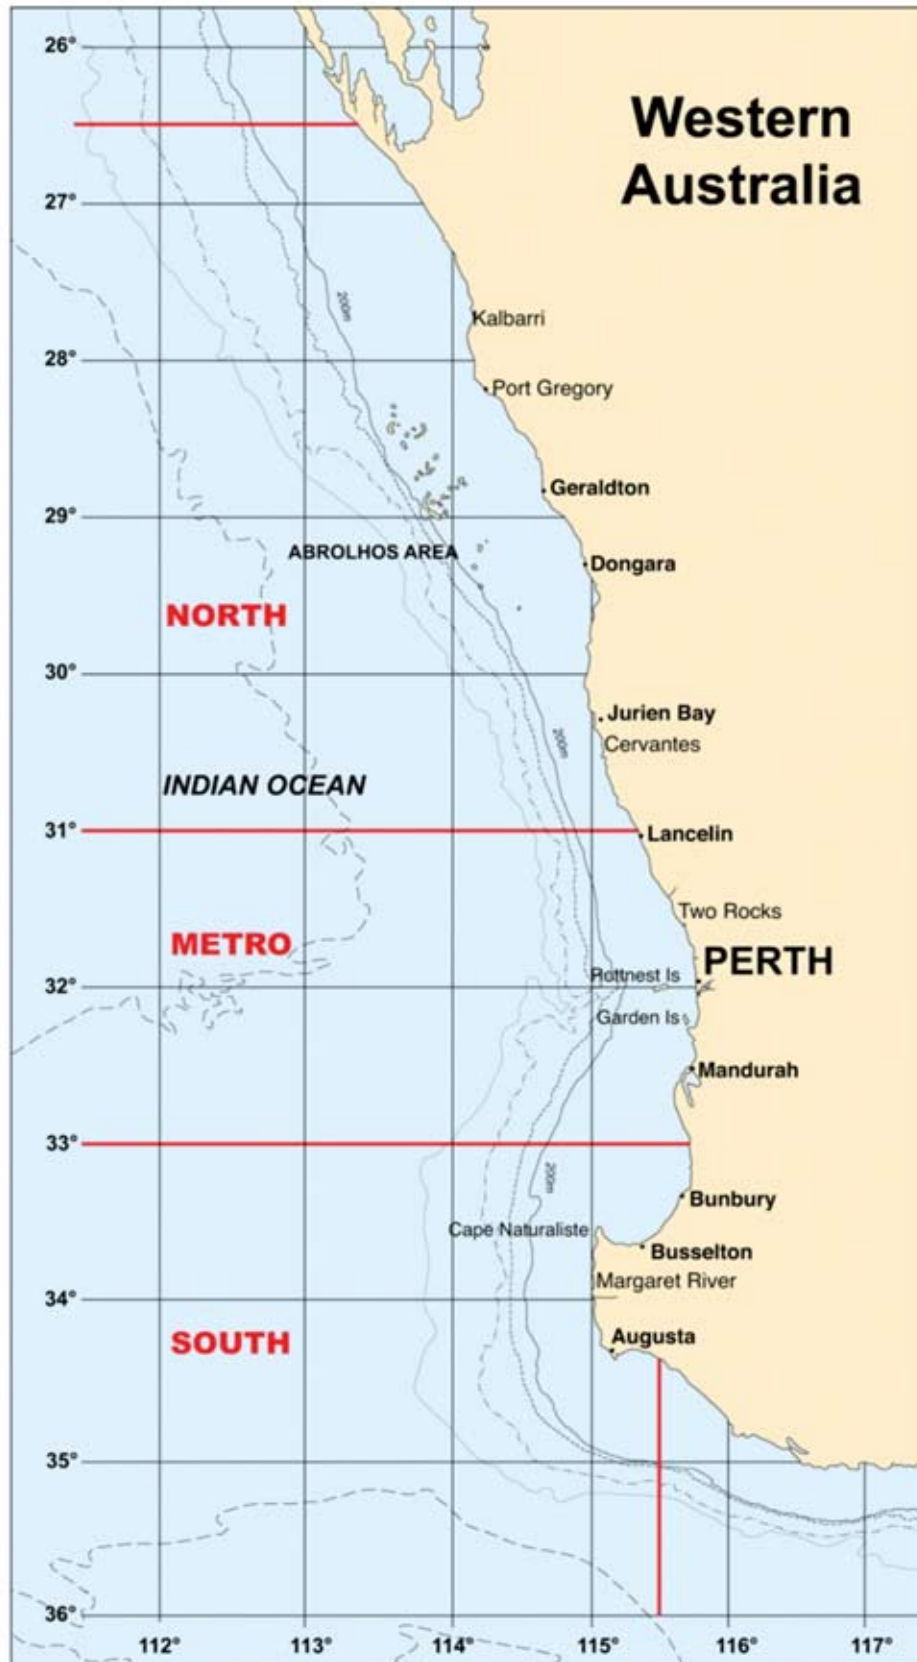 Western
Australia
26°
27°
200m
Kalbarri
28°
Port Gregory
Geraldton
29°
ABROLHOS AREA
Dongara
NORTH
30°
Jurien Bay
200m
Cervantes
INDIAN OCEAN
31°
Lancelin
Two Rocks
METRO
PERTH
Rottnest Is
32°
Garden Is
Mandurah
33°
200m
Bunbury
Cape Naturaliste
Busselton
Margaret River
34°
SOUTH
Augusta
35°
36°
112° 113° 114° 115° 116° 117°